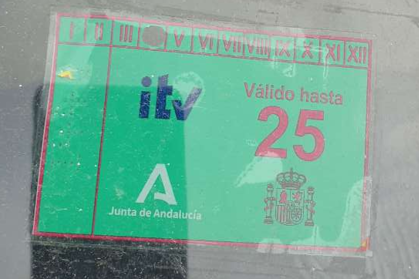 I II III V VI VII VIII IX X XI XII
itv
Válido hasta
25
Junta de Andalucía